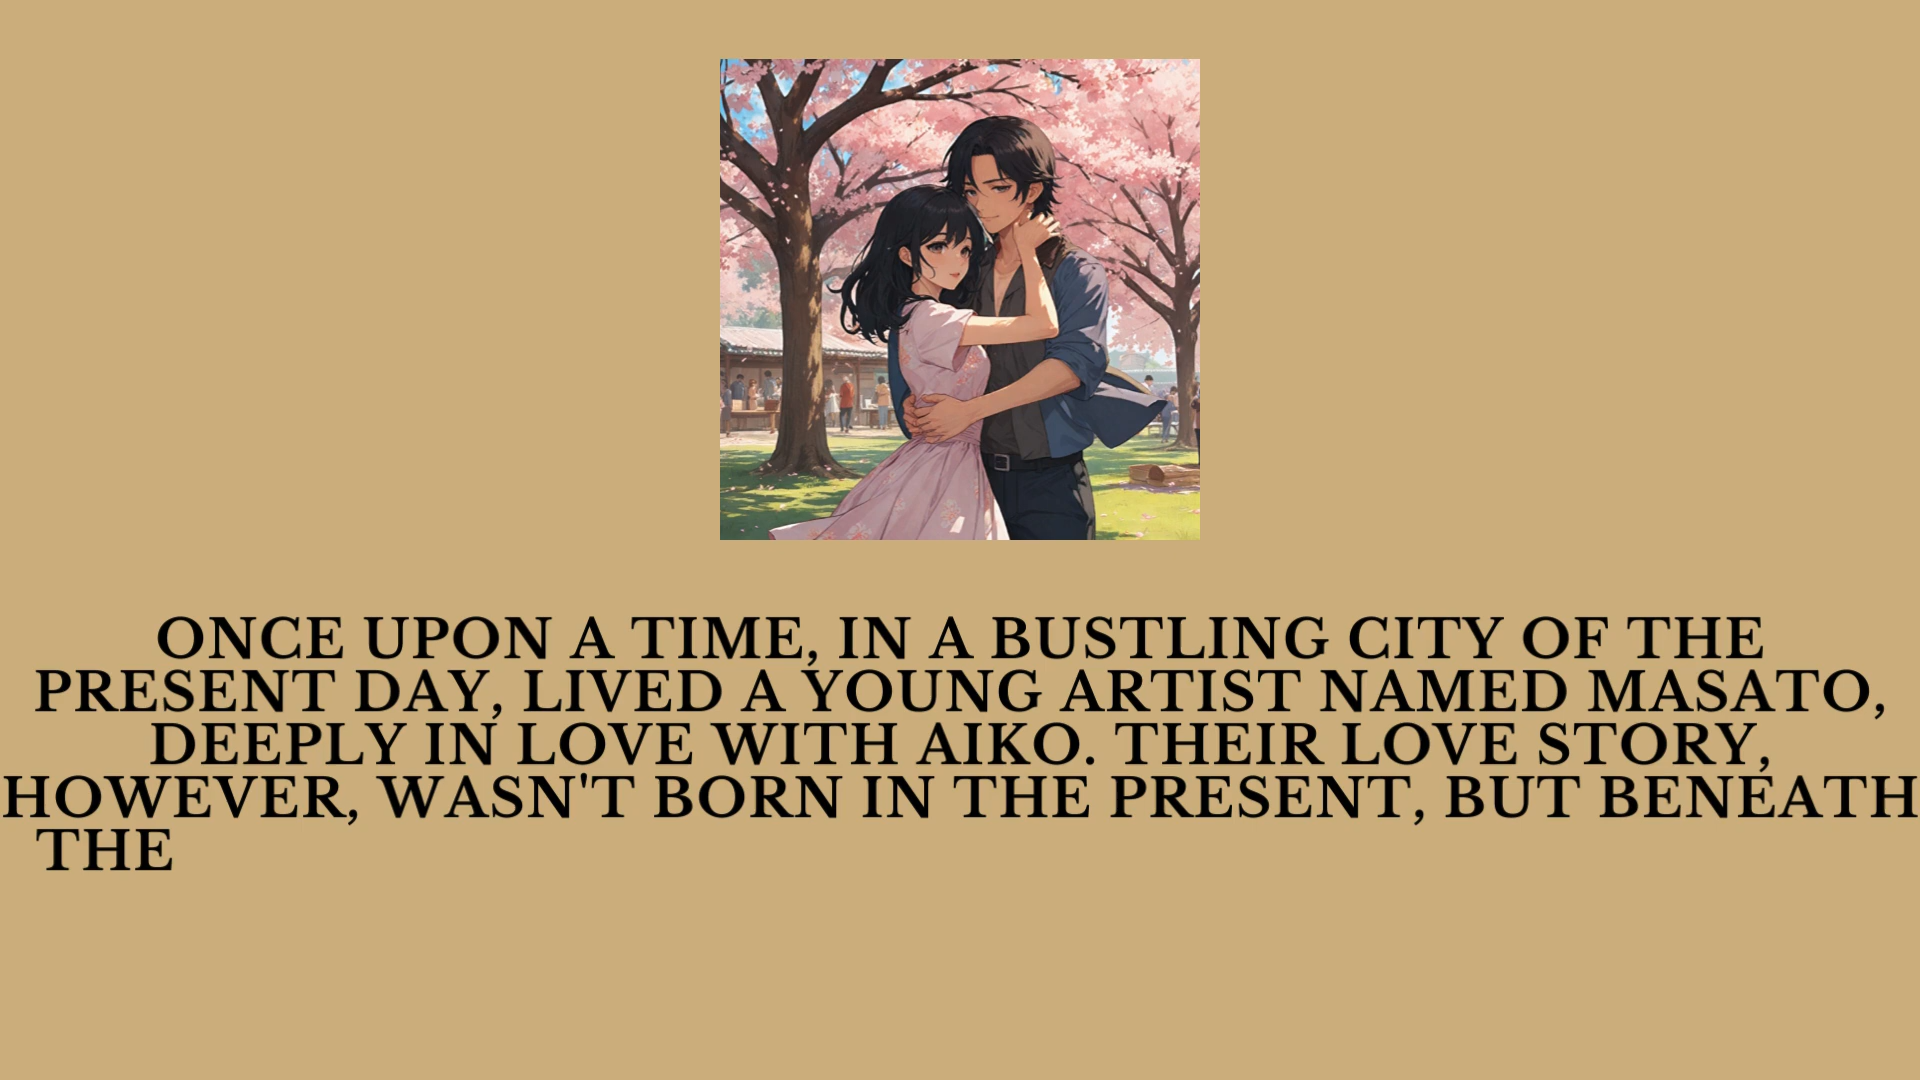 ONCE UPON A TIME, IN A BUSTLING CITY OF THE
PRESENT DAY, LIVED A YOUNG ARTIST NAMED MASATO,
DEEPLY IN LOVE WITH AIKO. THEIR LOVE STORY,
HOWEVER, WASN'T BORN IN THE PRESENT, BUT BENEATH
THE